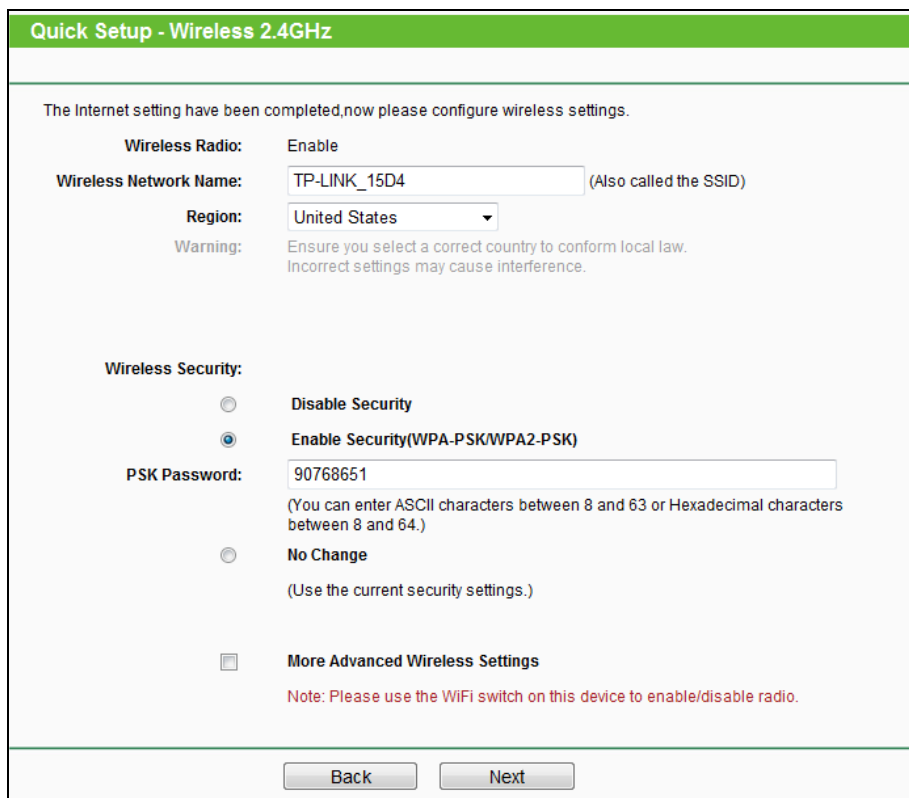 Quick Setup - Wireless 2.4GHz
The Internet setting have been completed,now please configure wireless settings.
Wireless Radio: Enable
Wireless Network Name: TP-LINK_15D4 (Also called the SSID)
Region: United States
Warning: Ensure you select a correct country to conform local law.
Incorrect settings may cause interference.
Wireless Security:
Disable Security
Enable Security(WPA-PSK/WPA2-PSK)
PSK Password: 90768651
(You can enter ASCII characters between 8 and 63 or Hexadecimal characters
between 8 and 64.)
No Change
(Use the current security settings.)
More Advanced Wireless Settings
Note: Please use the WiFi switch on this device to enable/disable radio.
Back Next